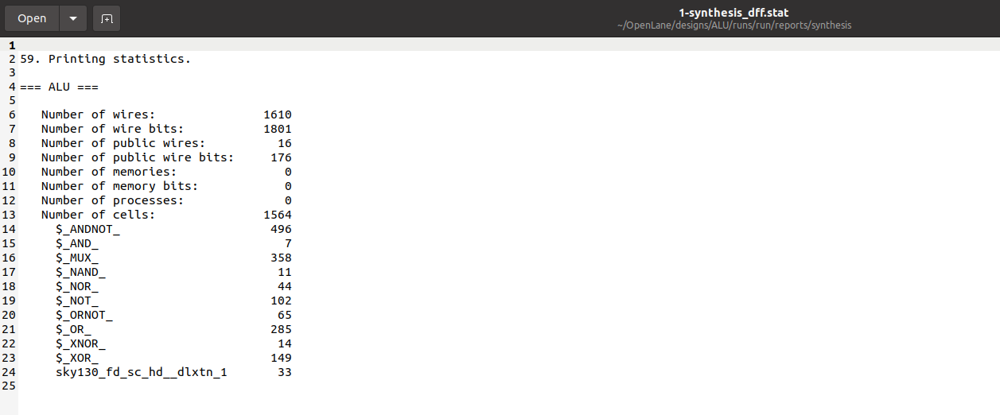 Open
1-synthesis_dff.stat
~/OpenLane/designs/ALU/runs/run/reports/synthesis
1
2 59. Printing statistics.
3
4 === ALU ===
5
6    Number of wires:               1610
7    Number of wire bits:           1801
8    Number of public wires:          16
9    Number of public wire bits:     176
10    Number of memories:               0
11    Number of memory bits:            0
12    Number of processes:              0
13    Number of cells:               1564
14      $_ANDNOT_                     496
15      $_AND_                          7
16      $_MUX_                        358
17      $_NAND_                        11
18      $_NOR_                         44
19      $_NOT_                        102
20      $_ORNOT_                       65
21      $_OR_                         285
22      $_XNOR_                        14
23      $_XOR_                        149
24      sky130_fd_sc_hd__dlxtn_1       33
25